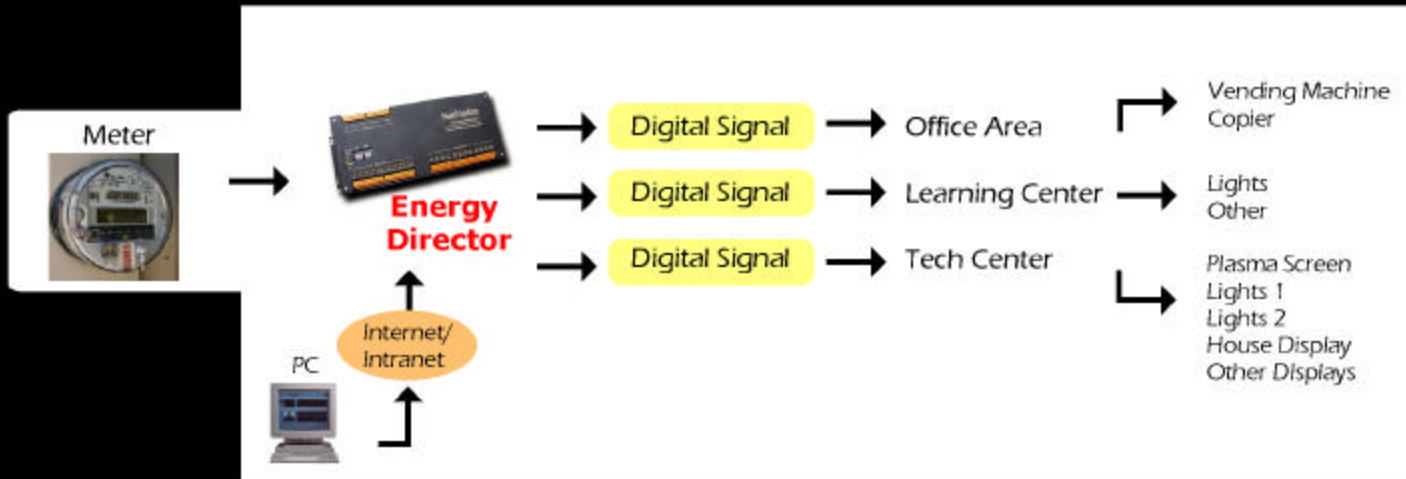 Meter
Energy
Director
Internet/
Intranet
PC
Digital Signal
Digital Signal
Digital Signal
Office Area
Learning Center
Tech Center
Vending Machine
Copier
Lights
Other
Plasma Screen
Lights 1
Lights 2
House Display
Other Displays